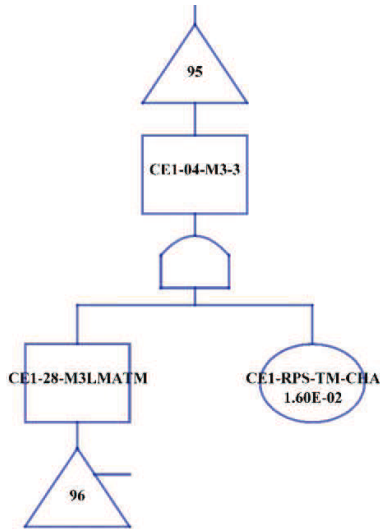 95
CE1-04-M3-3
CE1-28-M3LMATM
CE1-RPS-TM-CHA
1.60E-02
96